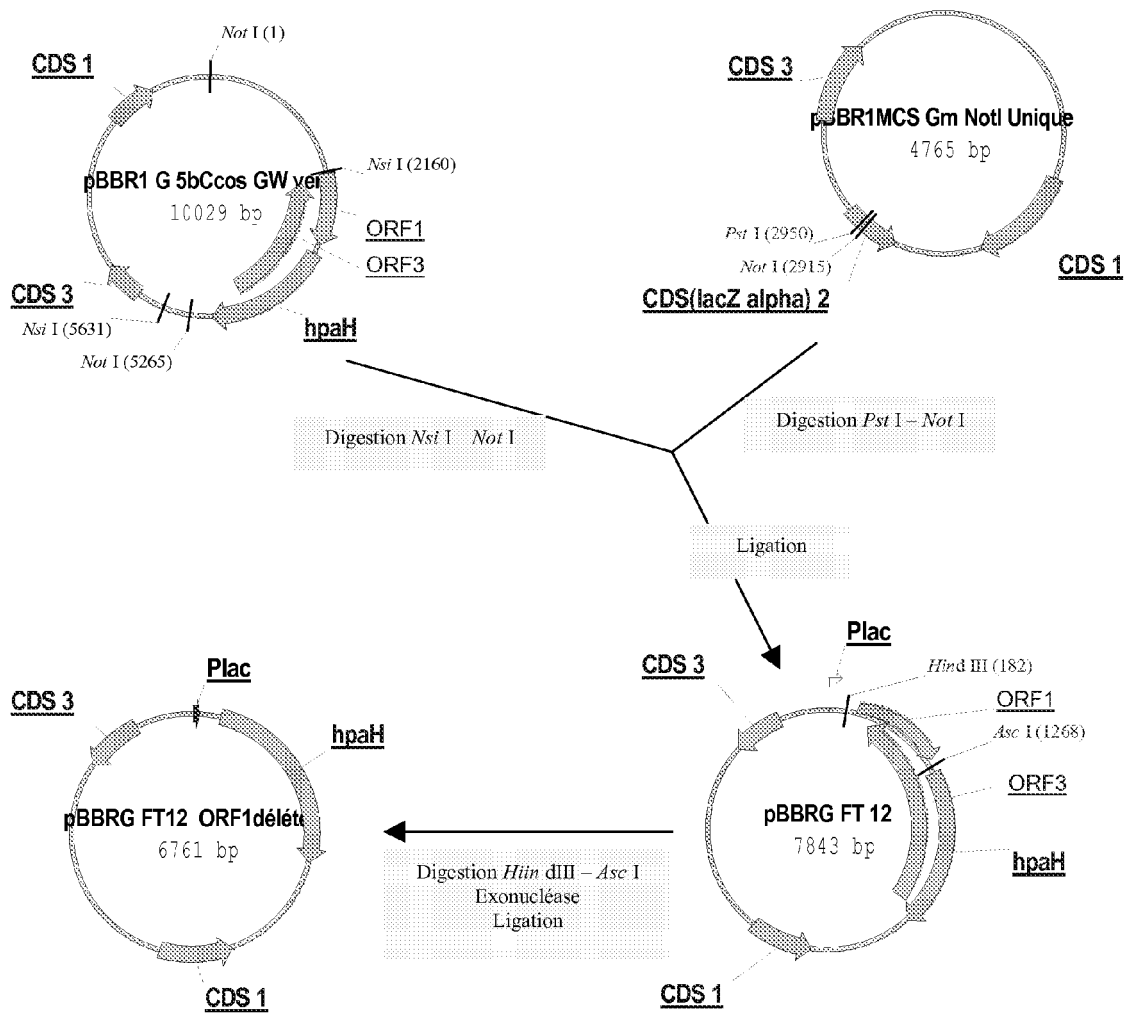 Not I (1)
CDS 1
Nsi I (2160)
pBBR1 G 5bCcos GW ver
10029 bp
ORF1
ORF3
CDS 3
Nsi I (5631)
Not I (5265)
hpaH
CDS 3
pBBR1MCS Gm NotI Unique
4765 bp
Pst I (2950)
Not I (2915)
CDS 1
CDS(lacZ alpha) 2
Digestion Nsi I Not I
Digestion Pst I – Not I
Ligation
Plac
CDS 3
Hind III (182)
ORF1
Asc I (1268)
ORF3
pBBRG FT 12
7843 bp
hpaH
CDS 1
Digestion Hiin dIII – Asc I
Exonucléase
Ligation
Plac
CDS 3
hpaH
pBBRG FT12 ORF1délété
6761 bp
CDS 1